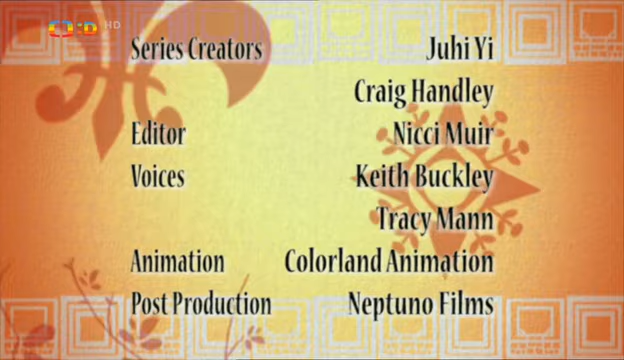 :D HD
Series Creators Juhi Yi
Craig Handley
Editor Nicci Muir
Voices Keith Buckley
Tracy Mann
Animation Colorland Animation
Post Production Neptuno Films